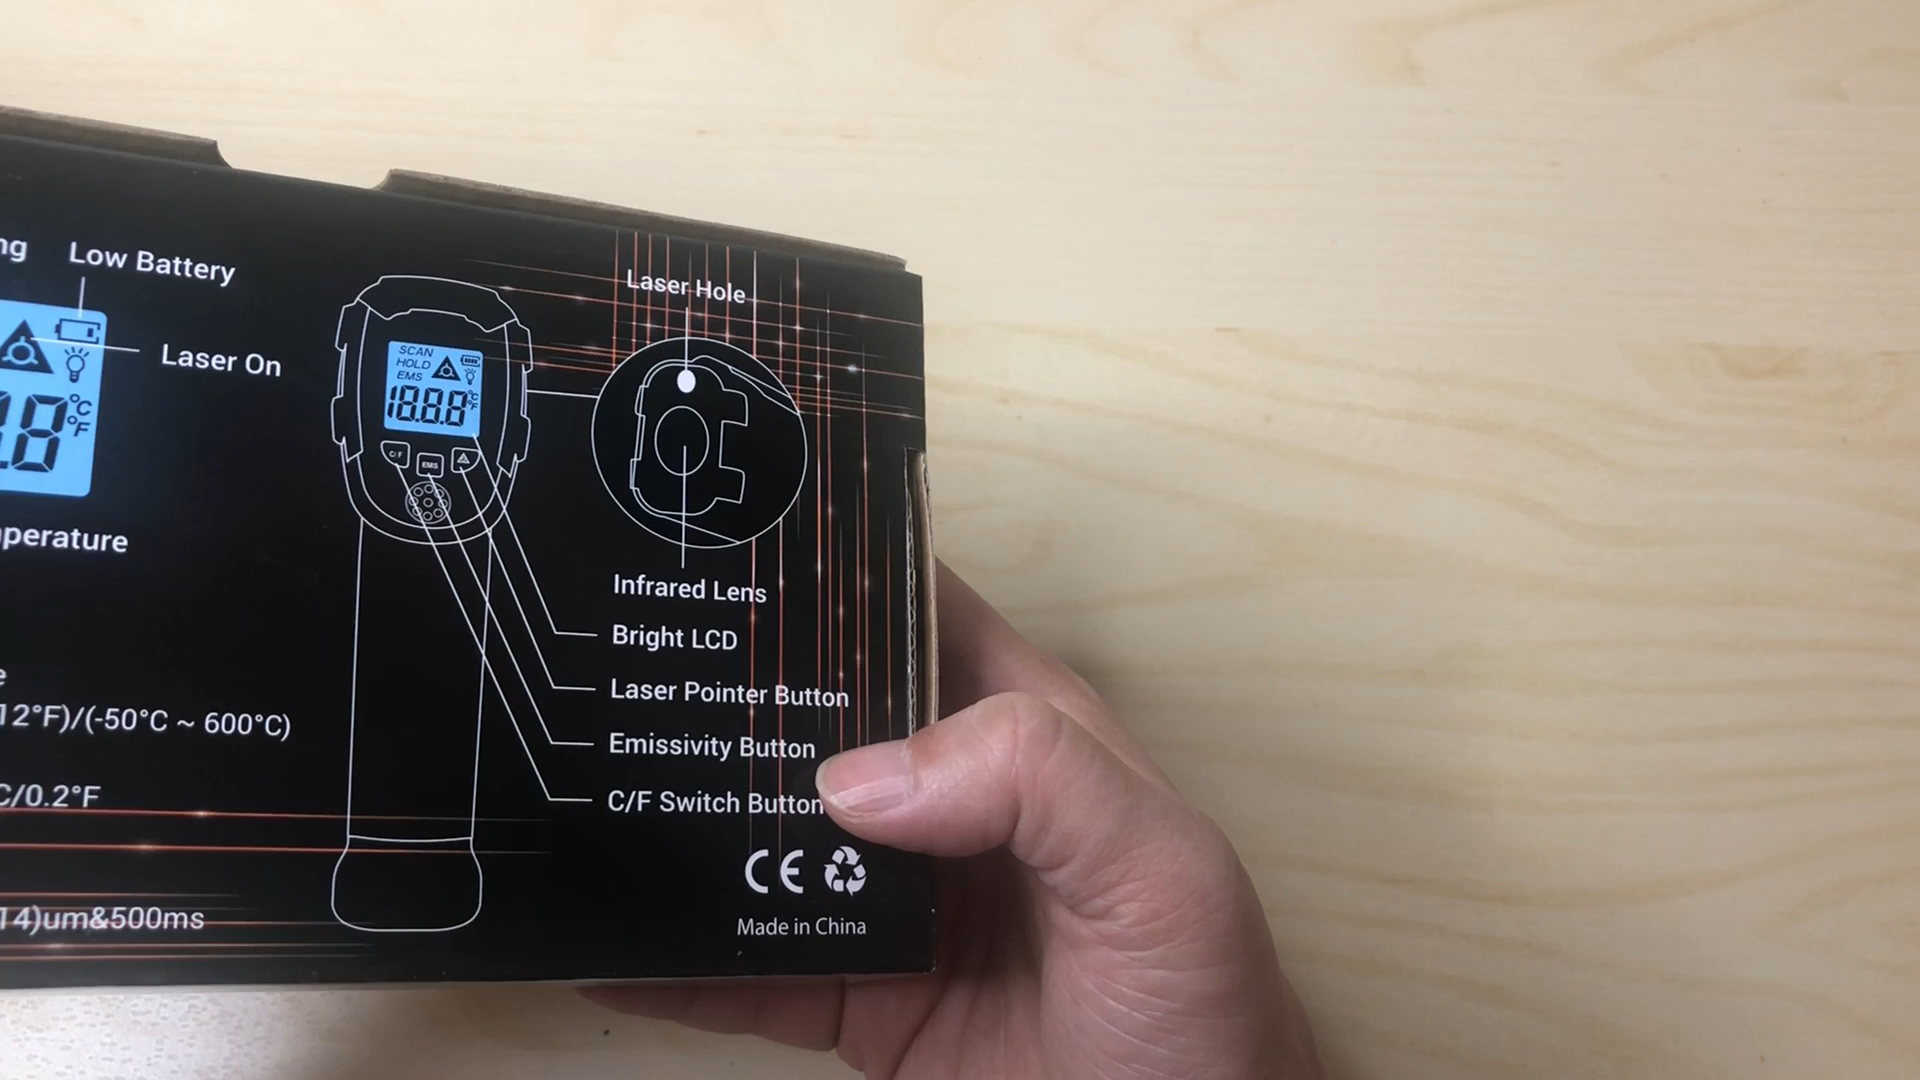 Low Battery
Laser On
perature
12°F)/(-50°C ~ 600°C)
C/0.2°F
14)um&500ms
SCAN
HOLD
EMS
18.8.8
°C
°F
C/F
EMS
Laser Hole
Infrared Lens
Bright LCD
Laser Pointer Button
Emissivity Button
C/F Switch Button
CE
Made in China